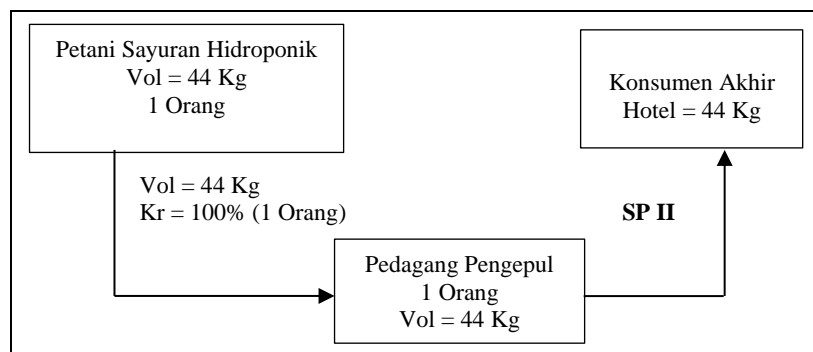 Petani Sayuran Hidroponik
Vol = 44 Kg
1 Orang
Konsumen Akhir
Hotel = 44 Kg
Vol = 44 Kg
Kr = 100% (1 Orang)
SP II
Pedagang Pengepul
1 Orang
Vol = 44 Kg